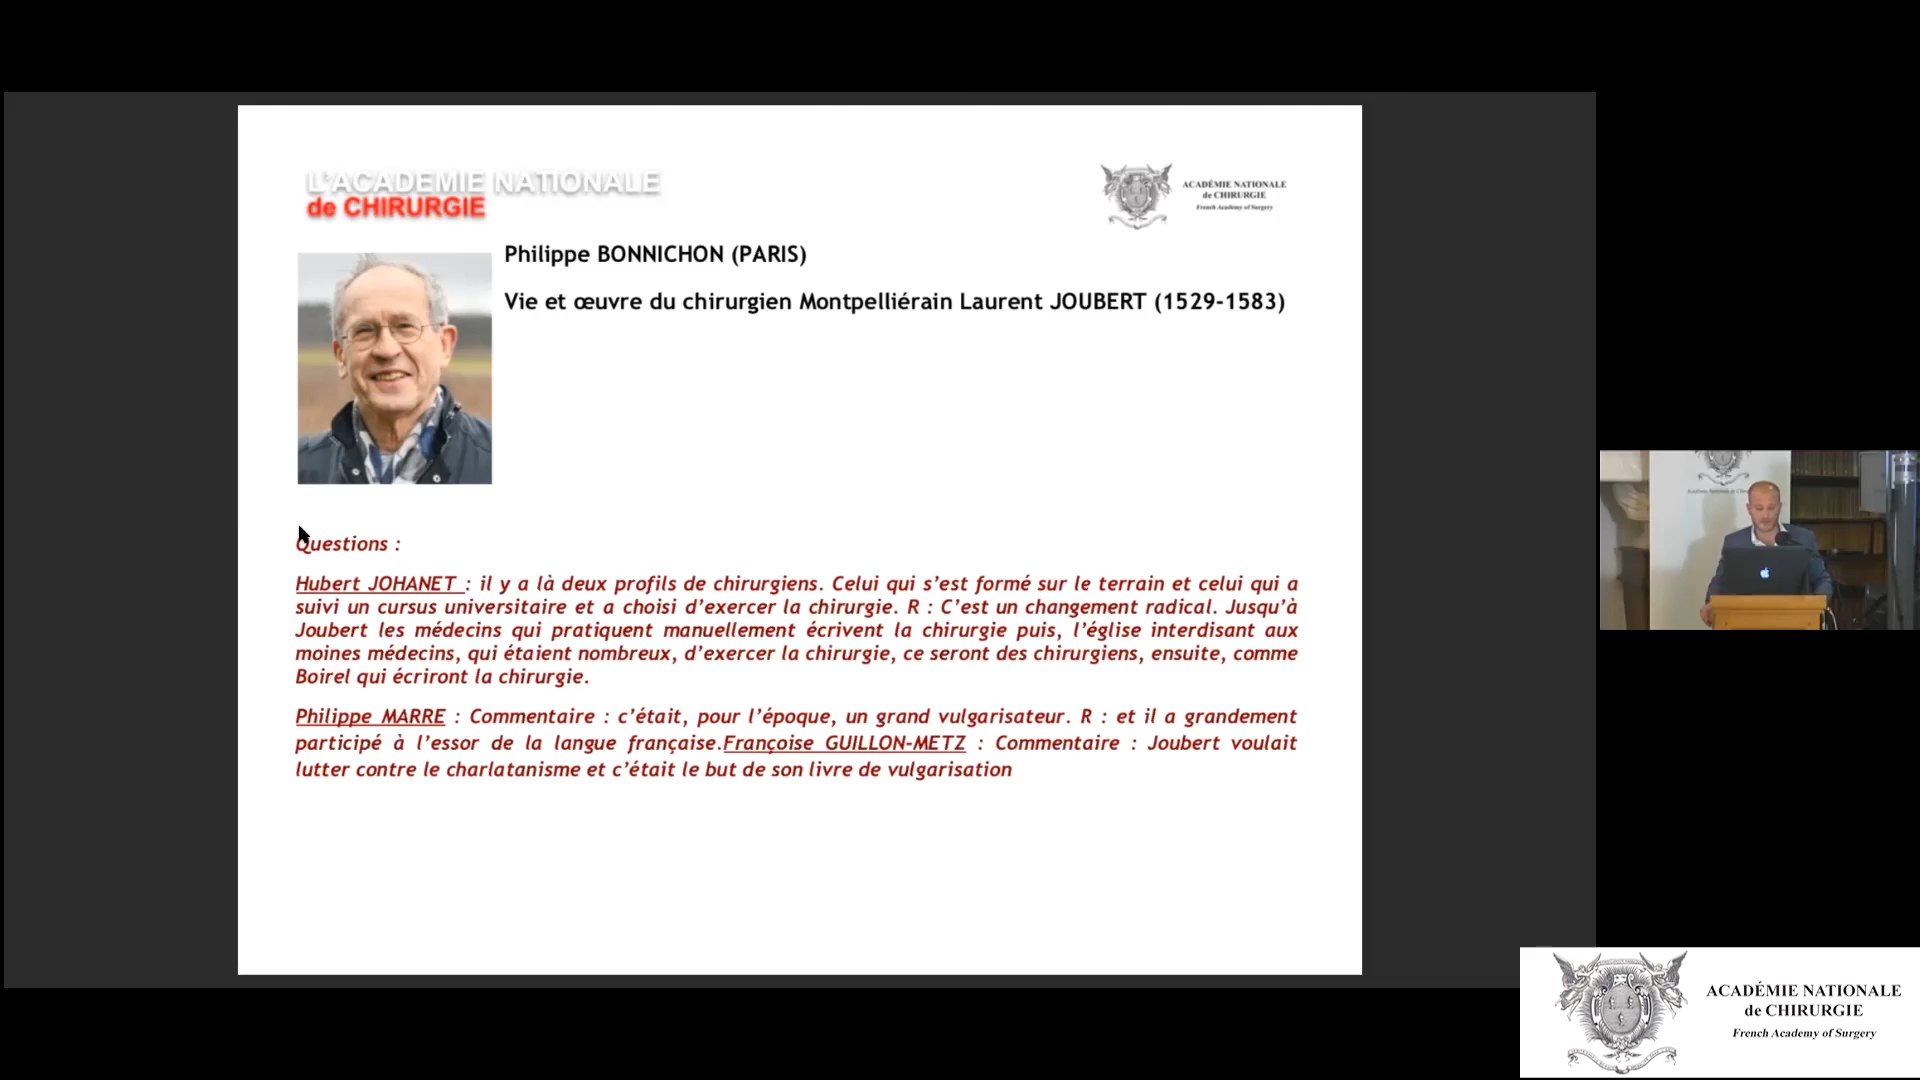 L'ACADEMIE NATIONALE
de CHIRURGIE
ACADÉMIE NATIONALE
de CHIRURGIE
French Academy of Surgery
Philippe BONNICHON (PARIS)
Vie et œuvre du chirurgien Montpelliérain Laurent JOUBERT (1529-1583)
Questions :
Hubert JOHANET : il y a là deux profils de chirurgiens. Celui qui s'est formé sur le terrain et celui qui a
suivi un cursus universitaire et a choisi d'exercer la chirurgie. R : C'est un changement radical. Jusqu'à
Joubert les médecins qui pratiquent manuellement écrivent la chirurgie puis, l'église interdisant aux
moines médecins, qui étaient nombreux, d'exercer la chirurgie, ce seront des chirurgiens, ensuite, comme
Boirel qui écriront la chirurgie.
Philippe MARRE : Commentaire : c'était, pour l'époque, un grand vulgarisateur. R : et il a grandement
participé à l'essor de la langue française.Françoise GUILLON-METZ : Commentaire : Joubert voulait
lutter contre le charlatanisme et c'était le but de son livre de vulgarisation
ACADÉMIE NATIONALE
de CHIRURGIE
French Academy of Surgery